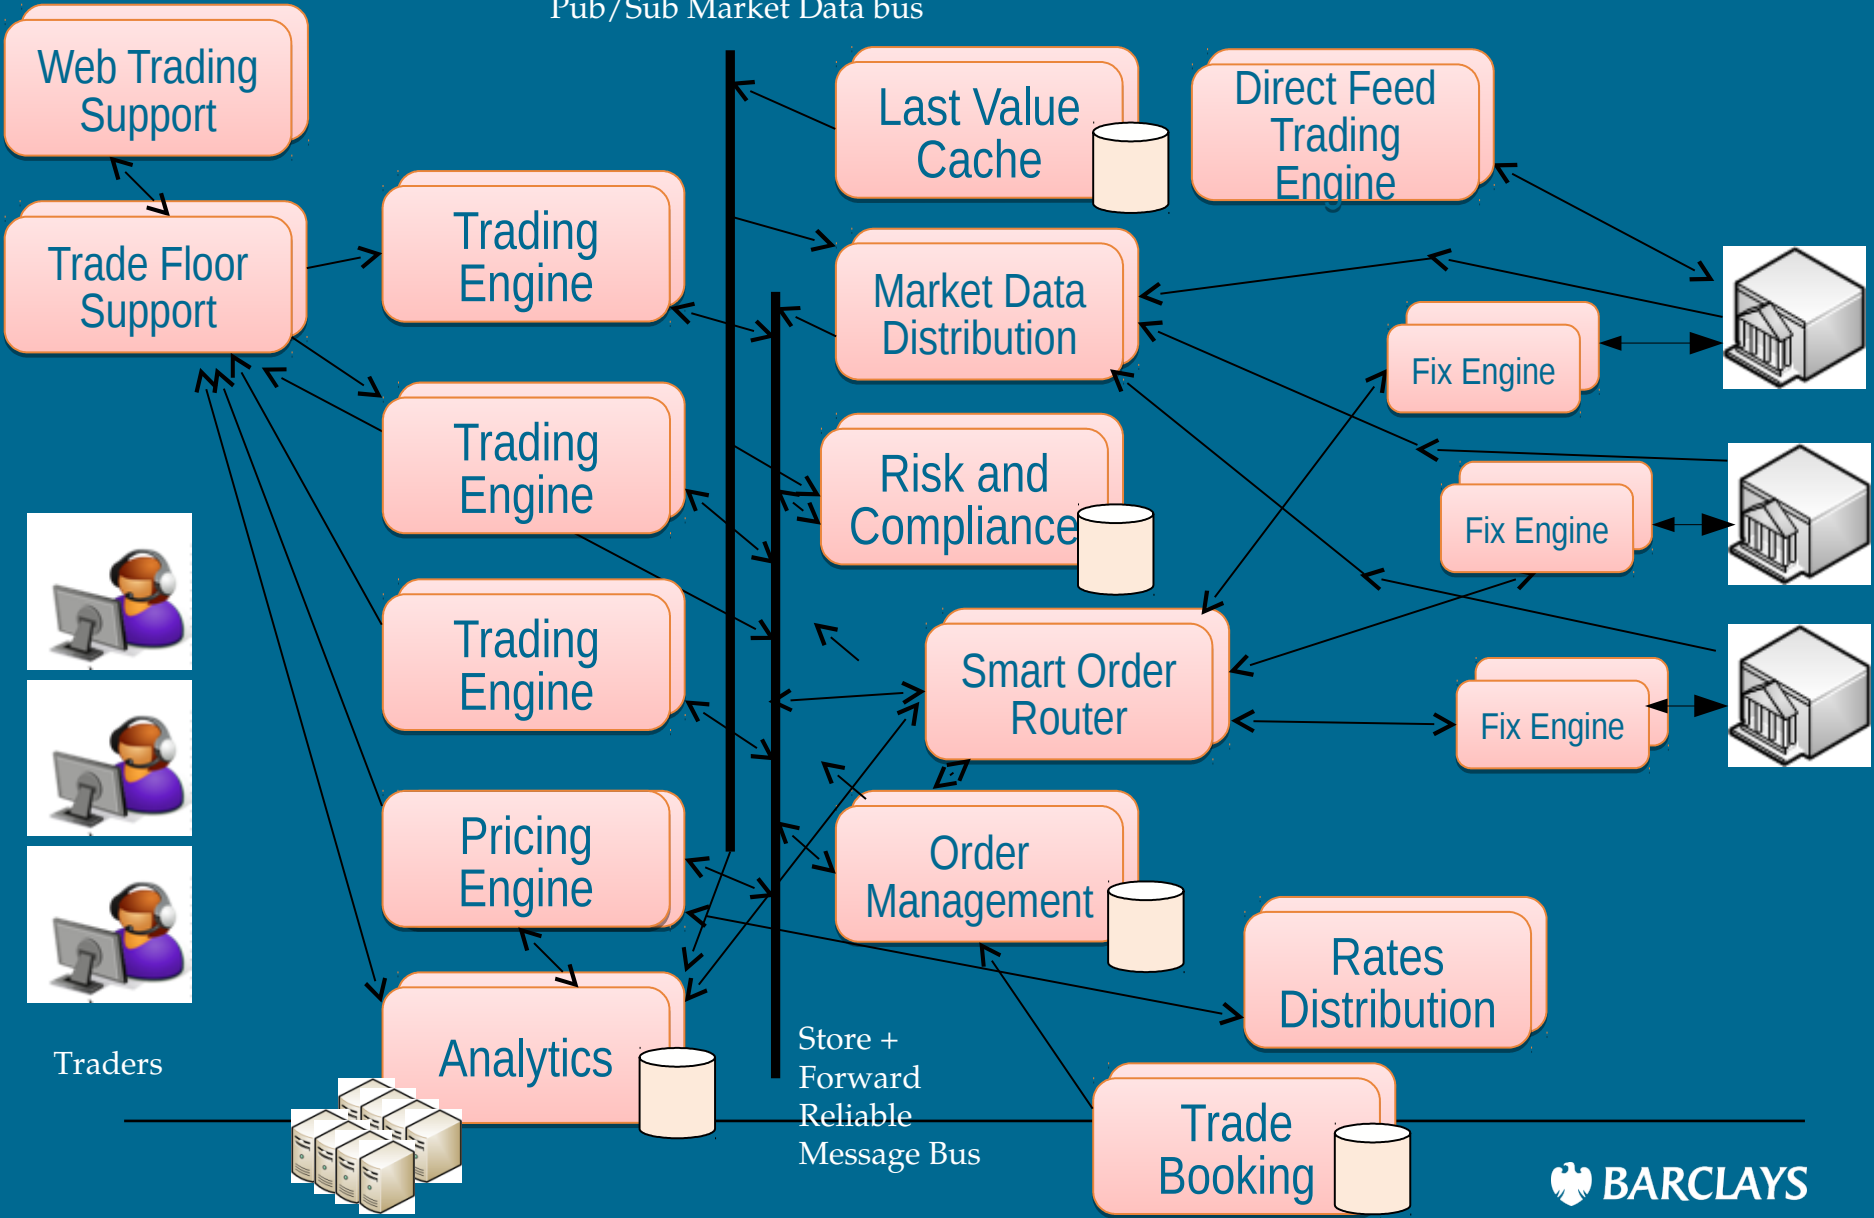 Pub/Sub Market Data bus
Web Trading
Support
Last Value
Cache
Direct Feed
Trading
Engine
Trade Floor
Support
Trading
Engine
Market Data
Distribution
Fix Engine
Trading
Engine
Risk and
Compliance
Fix Engine
Trading
Engine
Smart Order
Router
Fix Engine
Pricing
Engine
Order
Management
Rates
Distribution
Traders
Analytics
Store +
Forward
Reliable
Message Bus
Trade
Booking
BARCLAYS